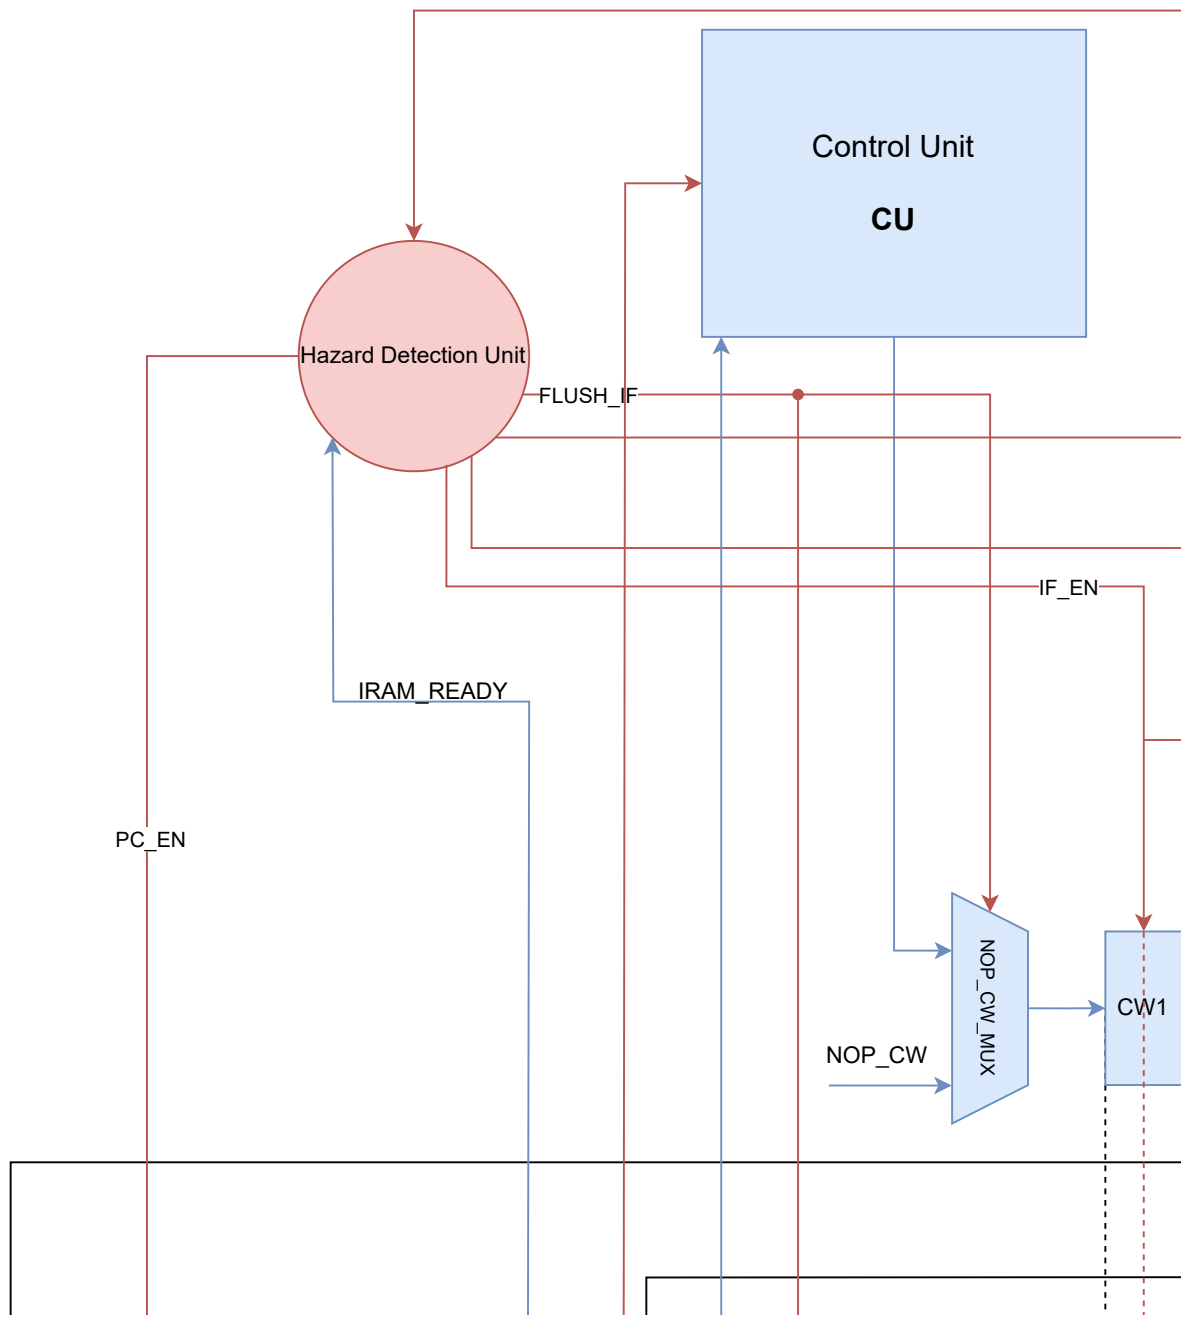 Control Unit
CU
Hazard Detection Unit
FLUSH_IF
IF_EN
IRAM_READY
PC_EN
NOP_CW_MUX
CW1
NOP_CW